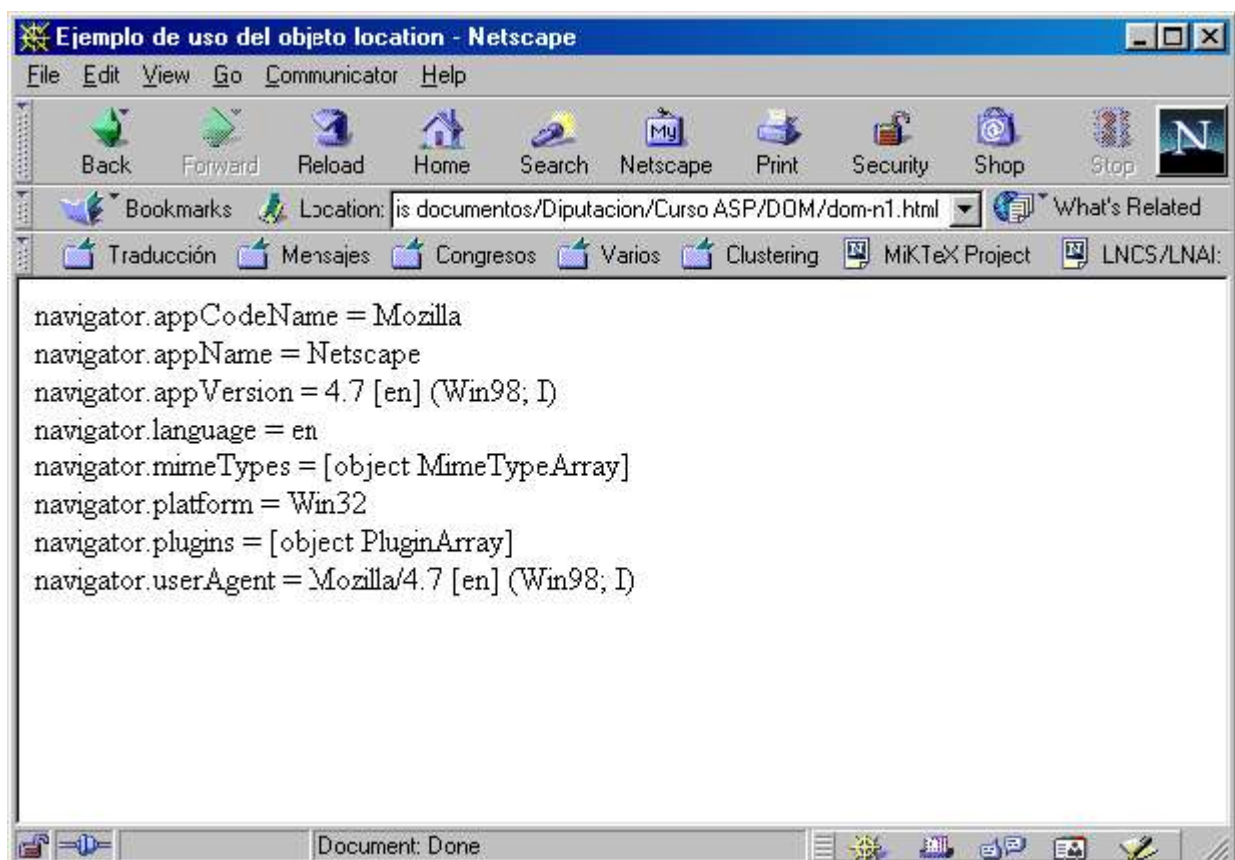 Ejemplo de uso del objeto location - Netscape
File Edit View Go Communicator Help
Back Forward Reload Home Search My Netscape Print Security Shop Stop N
Bookmarks Location: is documentos/Diputacion/Curso ASP/DOM/dom-n1.html What's Related
Traducción Mensajes Congresos Varios Clustering MiKTeX Project LNCS/LNAI:
navigator.appCodeName = Mozilla
navigator.appName = Netscape
navigator.appVersion = 4.7 [en] (Win98; I)
navigator.language = en
navigator.mimeTypes = [object MimeTypeArray]
navigator.platform = Win32
navigator.plugins = [object PluginArray]
navigator.userAgent = Mozilla/4.7 [en] (Win98; I)
Document: Done